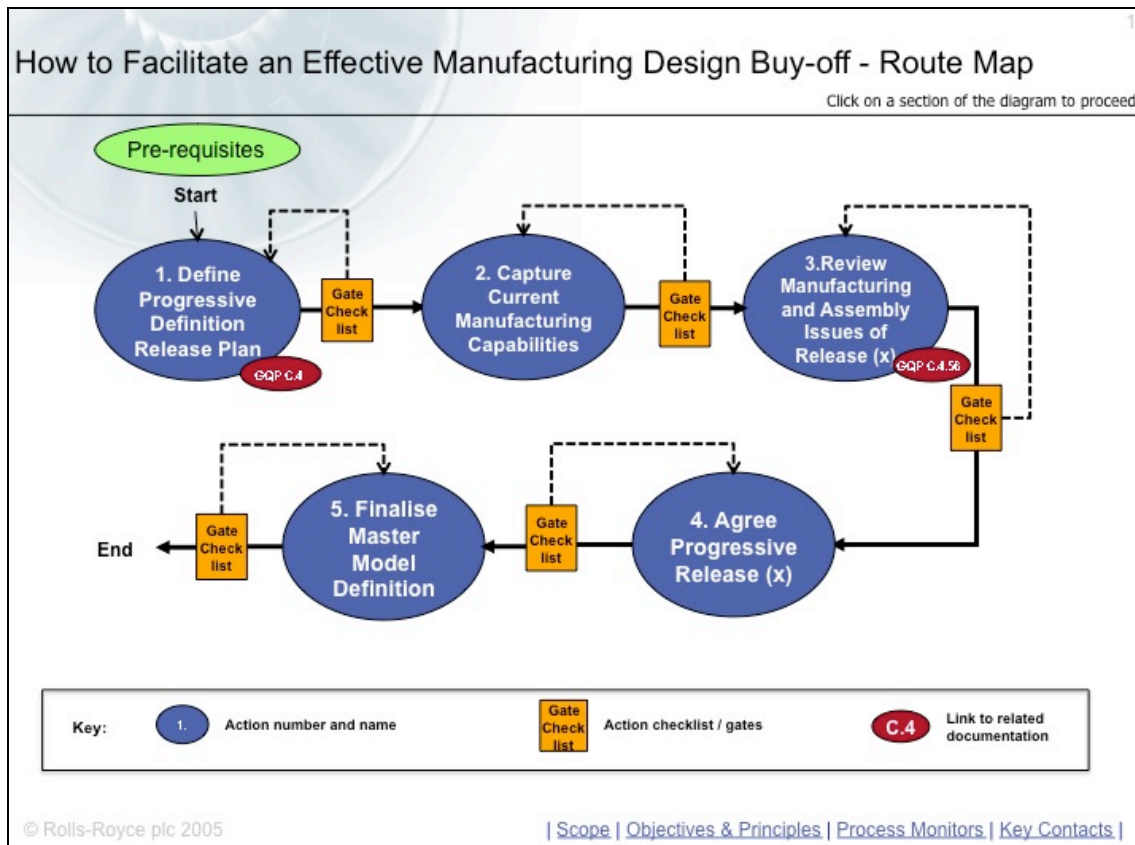 1
How to Facilitate an Effective Manufacturing Design Buy-off - Route Map
Click on a section of the diagram to proceed
Pre-requisites
Start
1. Define
Progressive
Definition
Release Plan
GQP C.4
Gate
Check
list
2. Capture
Current
Manufacturing
Capabilities
Gate
Check
list
3.Review
Manufacturing
and Assembly
Issues of
Release (x)
GQP C.4.56
Gate
Check
list
4. Agree
Progressive
Release (x)
Gate
Check
list
5. Finalise
Master
Model
Definition
Gate
Check
list
End
Key:
1.
Action number and name
Gate
Check
list
Action checklist / gates
C.4
Link to related
documentation
© Rolls-Royce plc 2005
| Scope | Objectives & Principles | Process Monitors | Key Contacts |